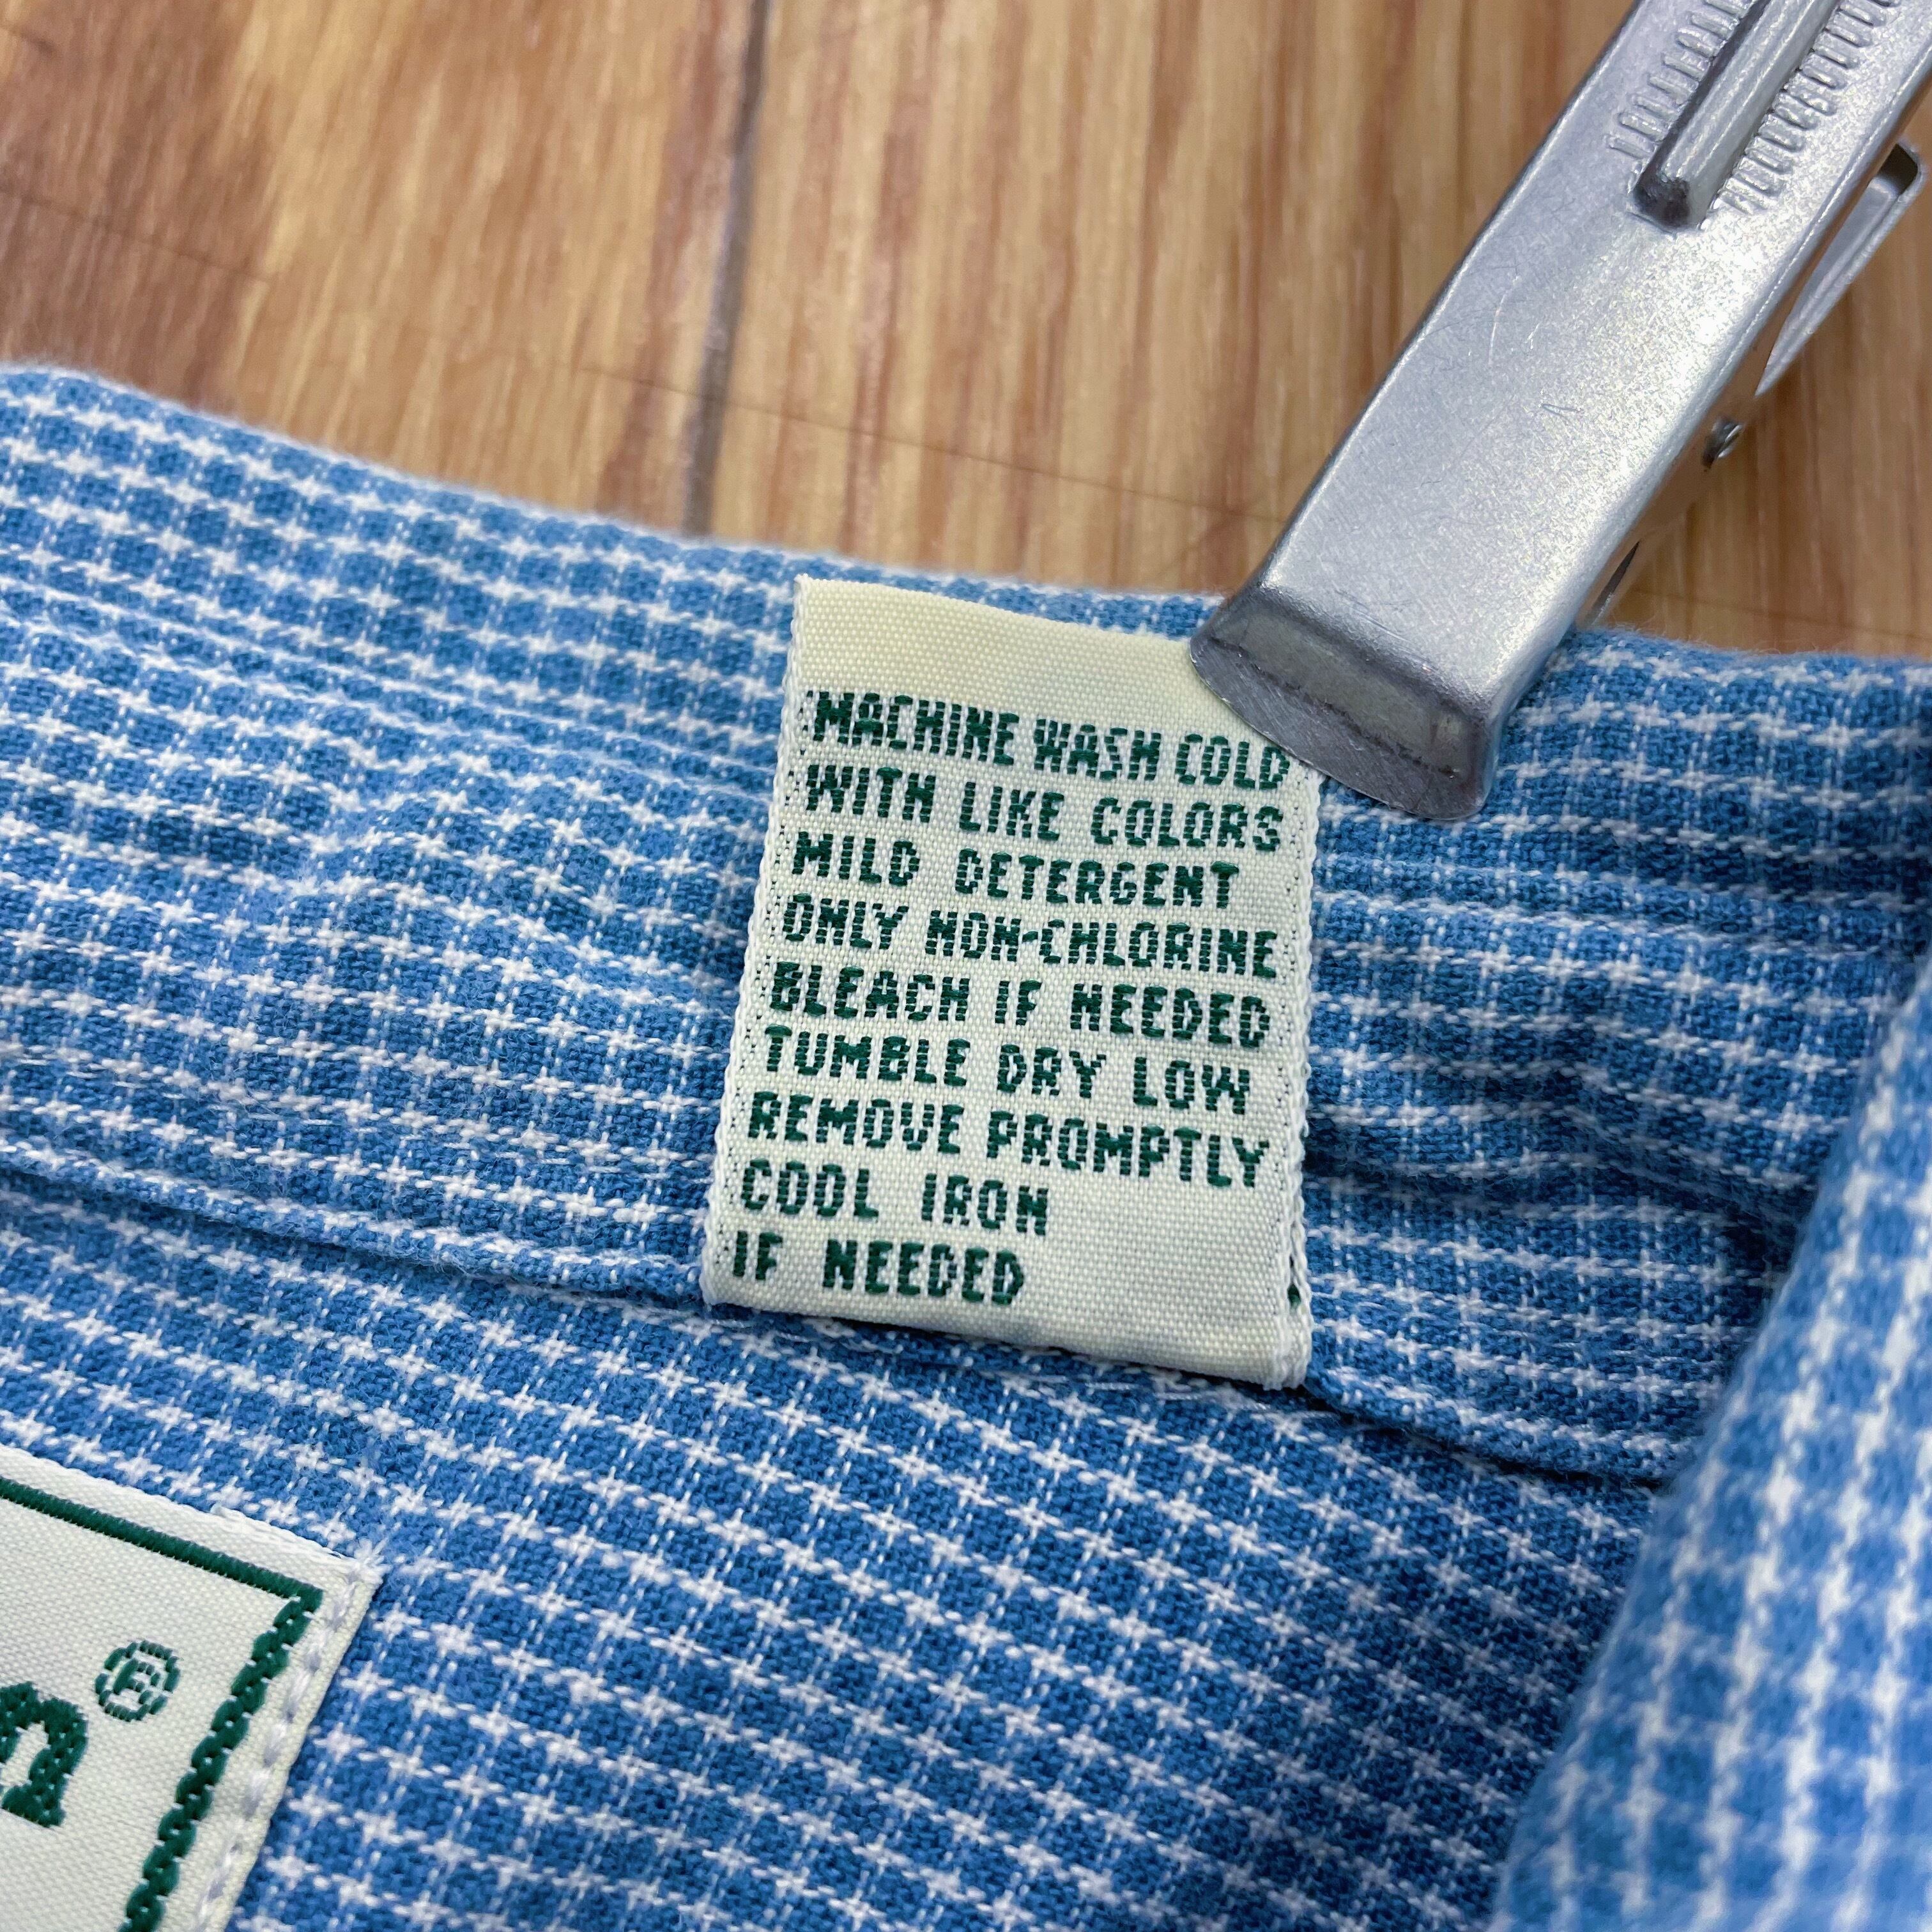 MACHINE WASH COLD
WITH LIKE COLORS
MILD DETERGENT
ONLY NON-CHLORINE
BLEACH IF NEEDED
TUMBLE DRY LOW
REMOVE PROMPTLY
COOL IRON
IF NEEDED
n®